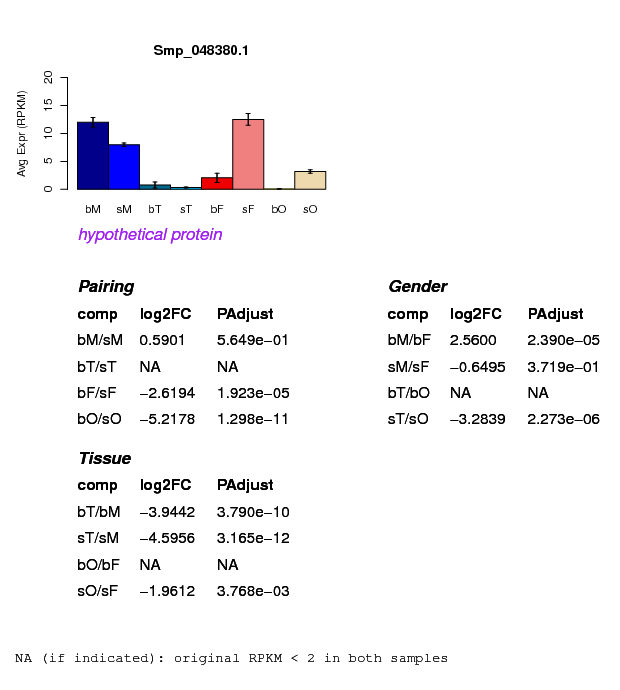 Smp_048380.1
Avg Expr (RPKM)
20
15
10
5
0
bM sM bT sT bF sF bO sO
hypothetical protein
Pairing
comp log2FC PAdjust
bM/sM 0.5901 5.649e−01
bT/sT NA NA
bF/sF −2.6194 1.923e−05
bO/sO −5.2178 1.298e−11
Gender
comp log2FC PAdjust
bM/bF 2.5600 2.390e−05
sM/sF −0.6495 3.719e−01
bT/bO NA NA
sT/sO −3.2839 2.273e−06
Tissue
comp log2FC PAdjust
bT/bM −3.9442 3.790e−10
sT/sM −4.5956 3.165e−12
bO/bF NA NA
sO/sF −1.9612 3.768e−03
NA (if indicated): original RPKM < 2 in both samples